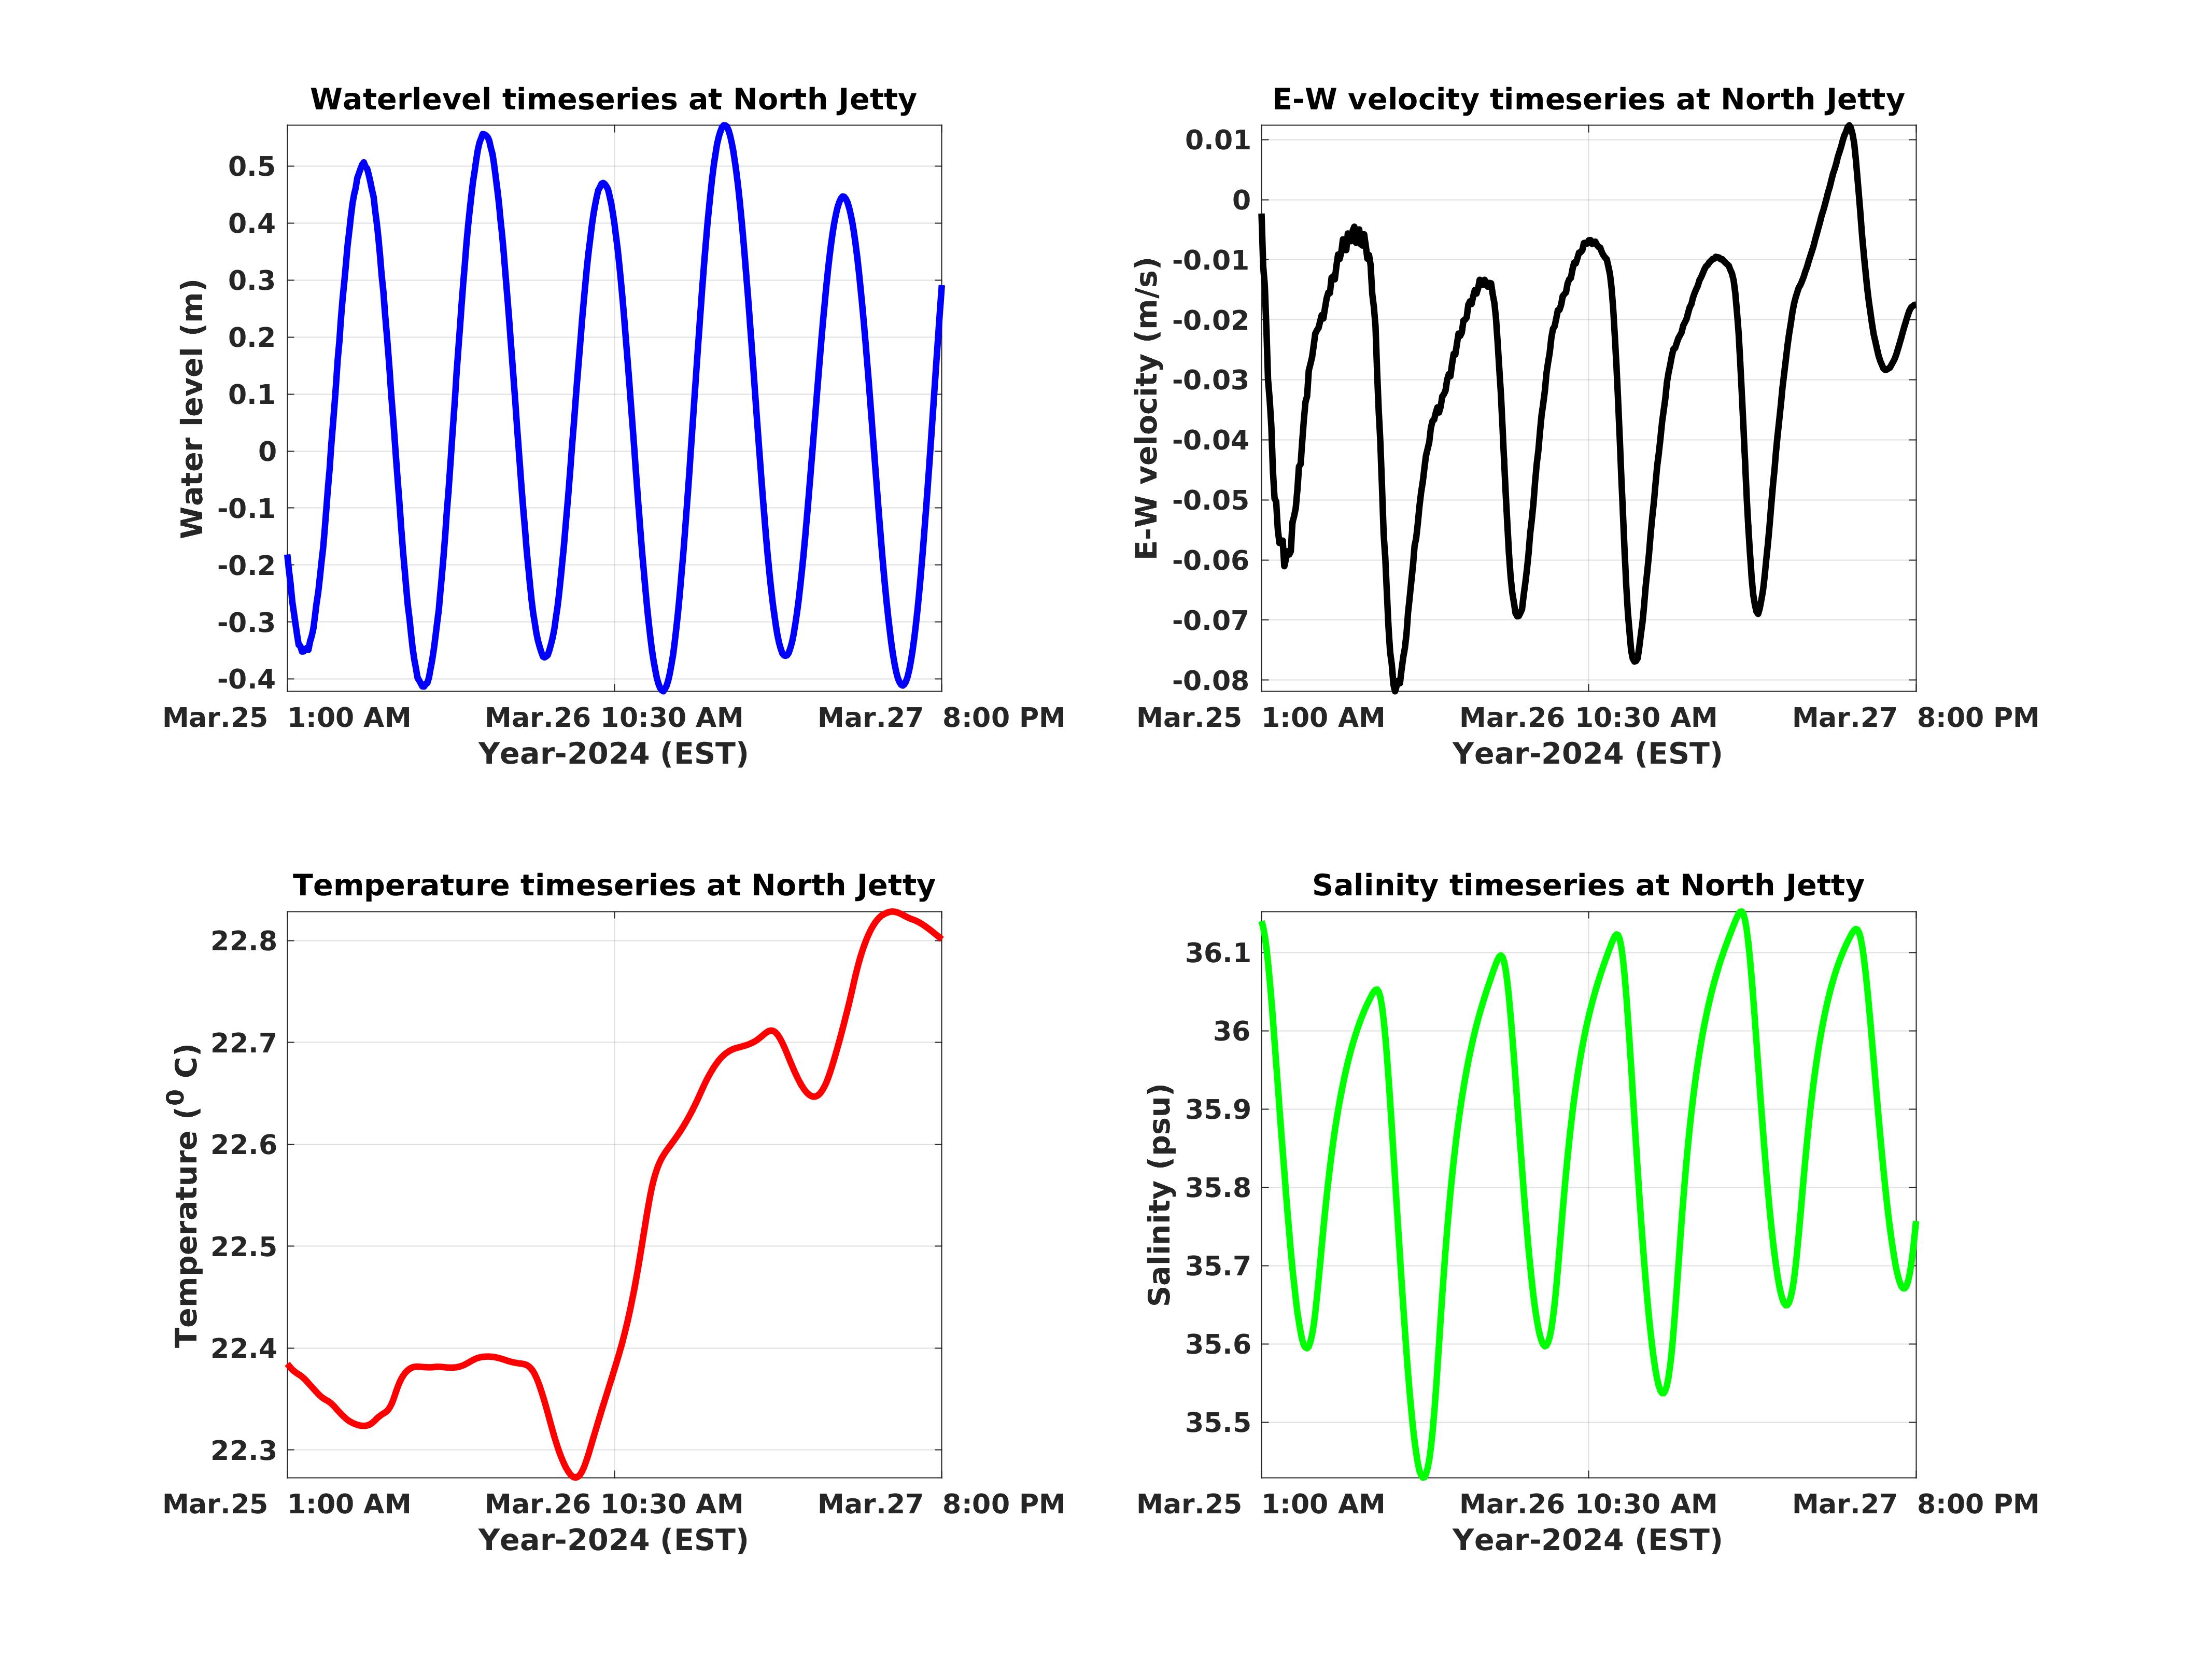 Waterlevel timeseries at North Jetty
0.5
0.4
0.3
0.2
0.1
0
-0.1
-0.2
-0.3
-0.4
Water level (m)
Mar.25 1:00 AM Mar.26 10:30 AM Mar.27 8:00 PM
Year-2024 (EST)
E-W velocity timeseries at North Jetty
0.01
0
-0.01
-0.02
-0.03
-0.04
-0.05
-0.06
-0.07
-0.08
E-W velocity (m/s)
Mar.25 1:00 AM Mar.26 10:30 AM Mar.27 8:00 PM
Year-2024 (EST)
Temperature timeseries at North Jetty
22.8
22.7
22.6
22.5
22.4
22.3
Temperature (⁰ C)
Mar.25 1:00 AM Mar.26 10:30 AM Mar.27 8:00 PM
Year-2024 (EST)
Salinity timeseries at North Jetty
36.1
36
35.9
35.8
35.7
35.6
35.5
Salinity (psu)
Mar.25 1:00 AM Mar.26 10:30 AM Mar.27 8:00 PM
Year-2024 (EST)